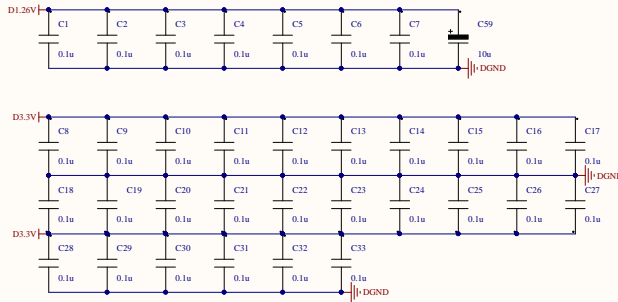 D1.26V C1 C2 C3 C4 C5 C6 C7 C59
+
0.1u 0.1u 0.1u 0.1u 0.1u 0.1u 0.1u 10u
DGND
D3.3V
C8 C9 C10 C11 C12 C13 C14 C15 C16 C17
0.1u 0.1u 0.1u 0.1u 0.1u 0.1u 0.1u 0.1u 0.1u 0.1u
DGND
C18 C19 C20 C21 C22 C23 C24 C25 C26 C27
0.1u 0.1u 0.1u 0.1u 0.1u 0.1u 0.1u 0.1u 0.1u 0.1u
D3.3V
C28 C29 C30 C31 C32 C33
0.1u 0.1u 0.1u 0.1u 0.1u 0.1u
DGND